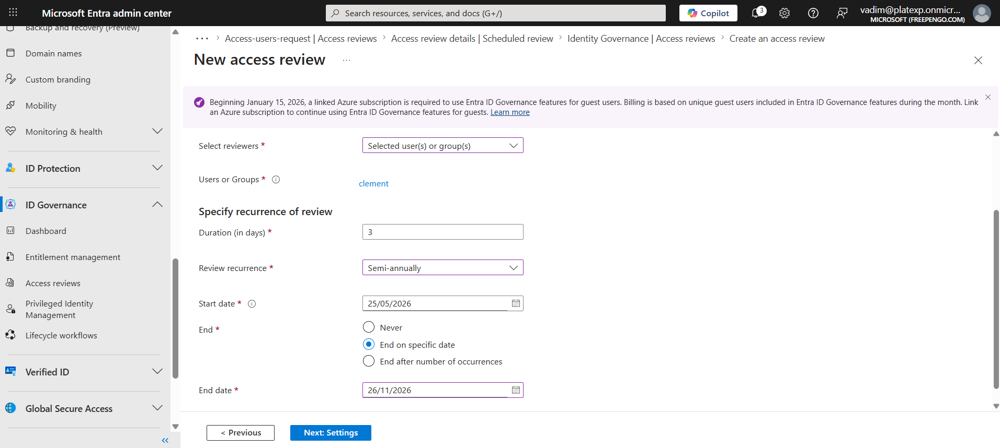 Microsoft Entra admin center
Search resources, services, and docs (G+/)
Copilot
3
vadim@platexp.onmicr...
MICROSOFT (FREEPENGO.COM)
Backup and recovery (Preview)
Domain names
Custom branding
Mobility
Monitoring & health
ID Protection
ID Governance
Dashboard
Entitlement management
Access reviews
Privileged Identity
Management
Lifecycle workflows
Verified ID
Global Secure Access
«
··· > Access-users-request | Access reviews > Access review details | Scheduled review > Identity Governance | Access reviews > Create an access review
New access review ...
Beginning January 15, 2026, a linked Azure subscription is required to use Entra ID Governance features for guest users. Billing is based on unique guest users included in Entra ID Governance features during the month. Link
an Azure subscription to continue using Entra ID Governance features for guests. Learn more
Select reviewers *
Selected user(s) or group(s)
Users or Groups *
clement
Specify recurrence of review
Duration (in days) *
3
Review recurrence *
Semi-annually
Start date *
25/05/2026
End *
Never
End on specific date
End after number of occurrences
End date *
26/11/2026
< Previous
Next: Settings